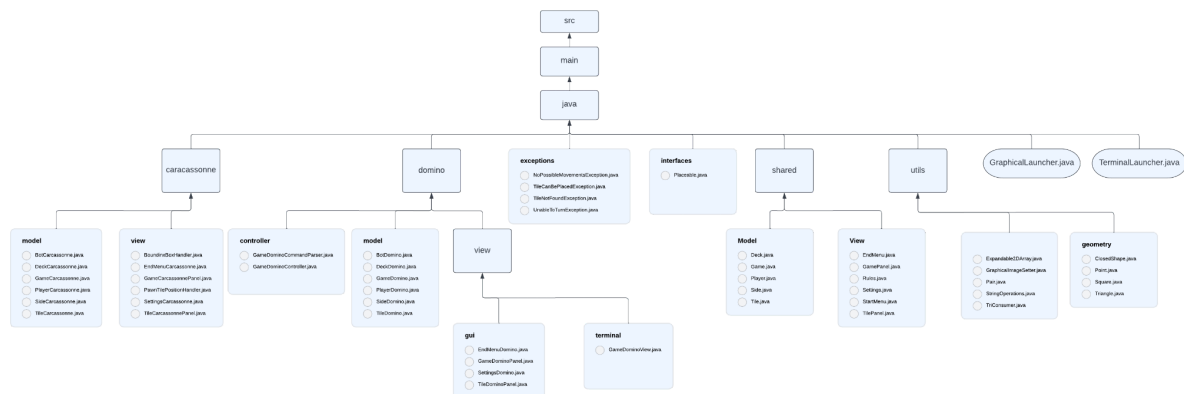 src
main
java
caracassonne
domino
exceptions
NoPossibleMovementsException.java
TileCanBePlacedException.java
TileNotFoundException.java
UnableToTurnException.java
interfaces
Placeable.java
shared
utils
GraphicalLauncher.java
TerminalLauncher.java
model
BotCarcassonne.java
DeckCarcassonne.java
GameCarcassonne.java
PlayerCarcassonne.java
SideCarcassonne.java
TileCarcassonne.java
view
BoundintBoxHandler.java
EndMenuCarcassonne.java
GameCarcassonnePanel.java
PawnTilePositionHandler.java
SettingsCarcassonne.java
TileCarcassonnePanel.java
controller
GameDominoCommandParser.java
GameDominoController.java
model
BotDomino.java
DeckDomino.java
GameDomino.java
PlayerDomino.java
SideDomino.java
TileDomino.java
view
gui
EndMenuDomino.java
GameDominoPanel.java
SettingsDomino.java
TileDominoPanel.java
terminal
GameDominoView.java
Model
Deck.java
Game.java
Player.java
Side.java
Tile.java
View
EndMenu.java
GamePanel.java
Rules.java
Settings.java
StartMenu.java
TilePanel.java
Expandable2DArray.java
GraphicalImageSetter.java
Pair.java
StringOperations.java
TriConsumer.java
geometry
ClosedShape.java
Point.java
Square.java
Triangle.java